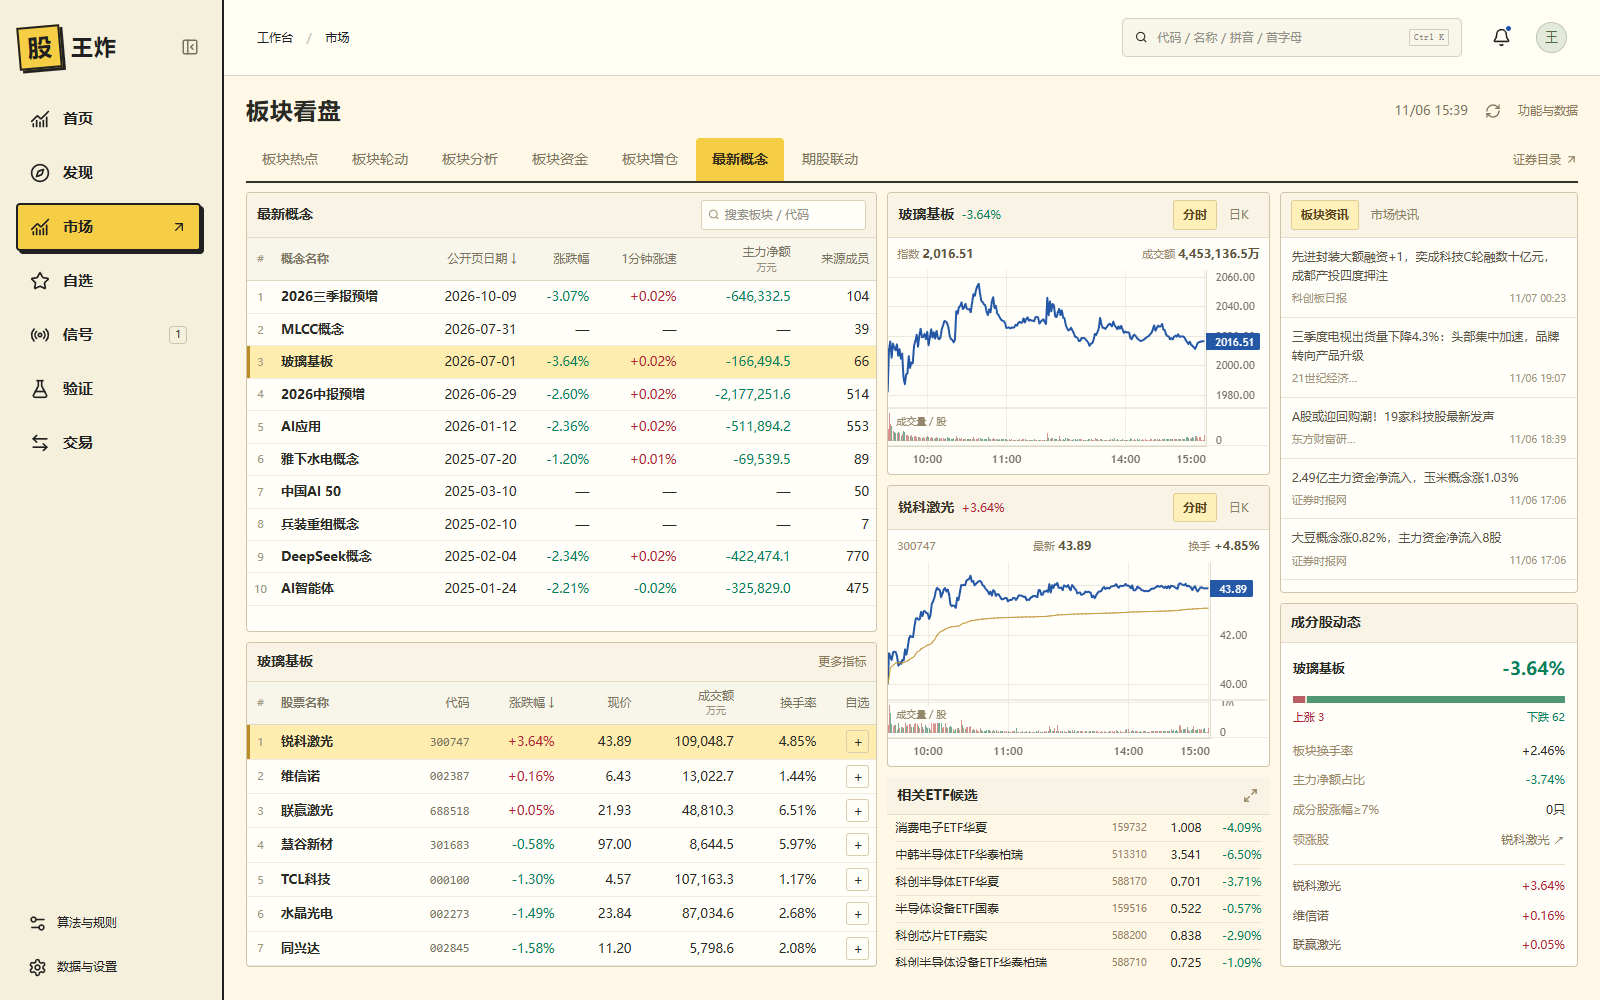 股 王炸
首页
发现
市场
自选
信号 1
验证
交易
算法与规则
数据与设置
工作台 / 市场
代码 / 名称 / 拼音 / 首字母 Ctrl K
王
板块看盘
11/06 15:39 功能与数据
板块热点 板块轮动 板块分析 板块资金 板块增仓 最新概念 期股联动
证券目录
最新概念
搜索板块 / 代码
# 概念名称 公开页日期↓ 涨跌幅 1分钟涨速 主力净额 万元 来源成员
1 2026三季报预增 2026-10-09 -3.07% +0.02% -646,332.5 104
2 MLCC概念 2026-07-31 — — — 39
3 玻璃基板 2026-07-01 -3.64% +0.02% -166,494.5 66
4 2026中报预增 2026-06-29 -2.60% +0.02% -2,177,251.6 514
5 AI应用 2026-01-12 -2.36% +0.02% -511,894.2 553
6 雅下水电概念 2025-07-20 -1.20% +0.01% -69,539.5 89
7 中国AI 50 2025-03-10 — — — 50
8 兵装重组概念 2025-02-10 — — — 7
9 DeepSeek概念 2025-02-04 -2.34% +0.02% -422,474.1 770
10 AI智能体 2025-01-24 -2.21% -0.02% -325,829.0 475
玻璃基板 更多指标
# 股票名称 代码 涨跌幅↓ 现价 成交额 万元 换手率 自选
1 锐科激光 300747 +3.64% 43.89 109,048.7 4.85% +
2 维信诺 002387 +0.16% 6.43 13,022.7 1.44% +
3 联赢激光 688518 +0.05% 21.93 48,810.3 6.51% +
4 慧谷新材 301683 -0.58% 97.00 8,644.5 5.97% +
5 TCL科技 000100 -1.30% 4.57 107,163.3 1.17% +
6 水晶光电 002273 -1.49% 23.84 87,034.6 2.68% +
7 同兴达 002845 -1.58% 11.20 5,798.6 2.08% +
玻璃基板 -3.64% 分时 日K
指数 2,016.51 成交额 4,453,136.5万
2060.00
2040.00
2016.51
2000.00
1980.00
成交量 / 股
0
10:00 11:00 14:00 15:00
锐科激光 +3.64% 分时 日K
300747 最新 43.89 换手 +4.85%
43.89
42.00
40.00
1M
成交量 / 股
0
10:00 11:00 14:00 15:00
相关ETF候选
消费电子ETF华夏 159732 1.008 -4.09%
中韩半导体ETF华泰柏瑞 513310 3.541 -6.50%
科创半导体ETF华夏 588170 0.701 -3.71%
半导体设备ETF国泰 159516 0.522 -0.57%
科创芯片ETF嘉实 588200 0.838 -2.90%
科创半导体设备ETF华泰柏瑞 588710 0.725 -1.09%
板块资讯 市场快讯
先进封装大额融资+1，奕成科技C轮融数十亿元，
成都产投四度押注
科创板日报 11/07 00:23
三季度电视出货量下降4.3%；头部集中加速，品牌
转向产品升级
21世纪经济... 11/06 19:07
A股或迎回购潮！19家科技股最新发声
东方财富研... 11/06 18:39
2.49亿主力资金净流入，玉米概念涨1.03%
证券时报网 11/06 17:06
大豆概念涨0.82%，主力资金净流入8股
证券时报网 11/06 17:06
成分股动态
玻璃基板 -3.64%
上涨 3 下跌 62
板块换手率 +2.46%
主力净额占比 -3.74%
成分股涨幅≥7% 0只
领涨股 锐科激光 ↗
锐科激光 +3.64%
维信诺 +0.16%
联赢激光 +0.05%